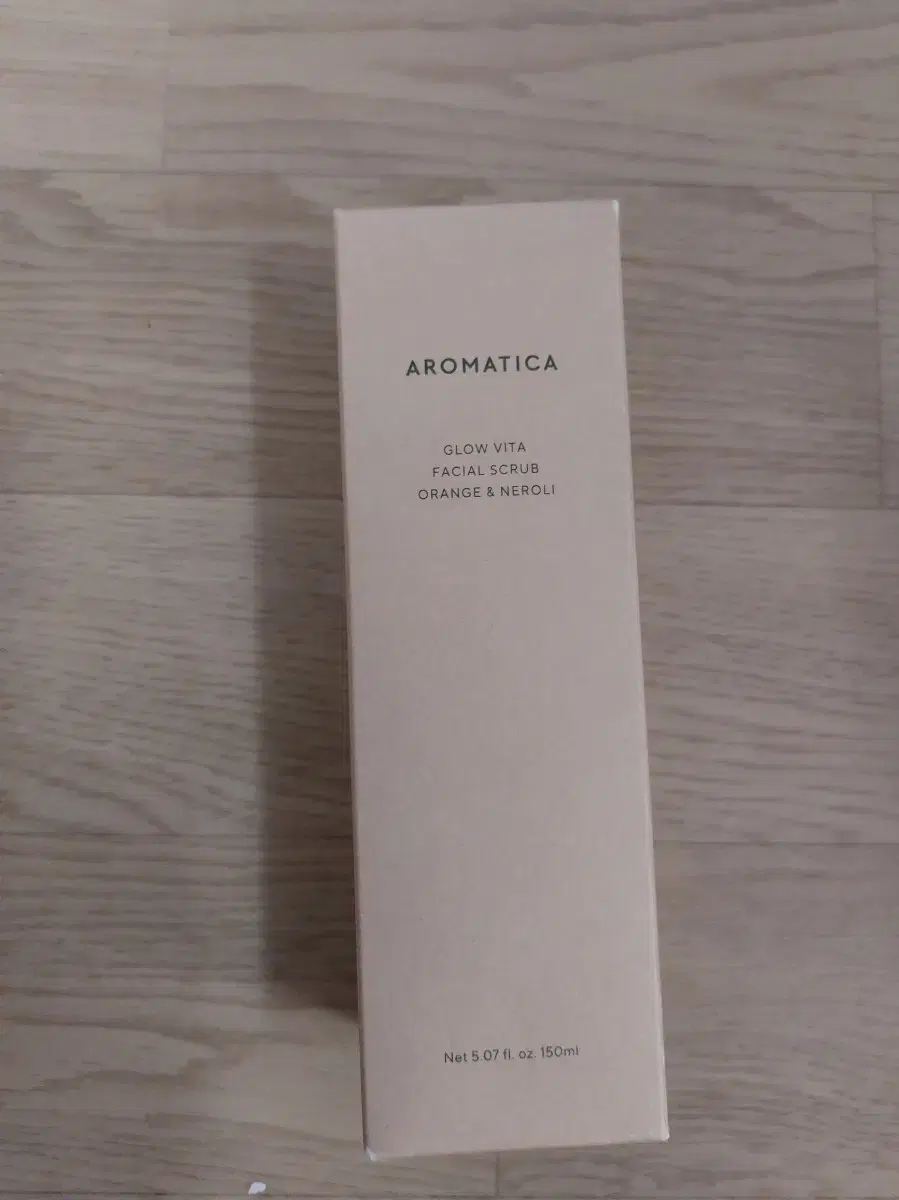 AROMATICA
GLOW VITA
FACIAL SCRUB
ORANGE & NEROLI
Net 5.07 fl. oz. 150ml